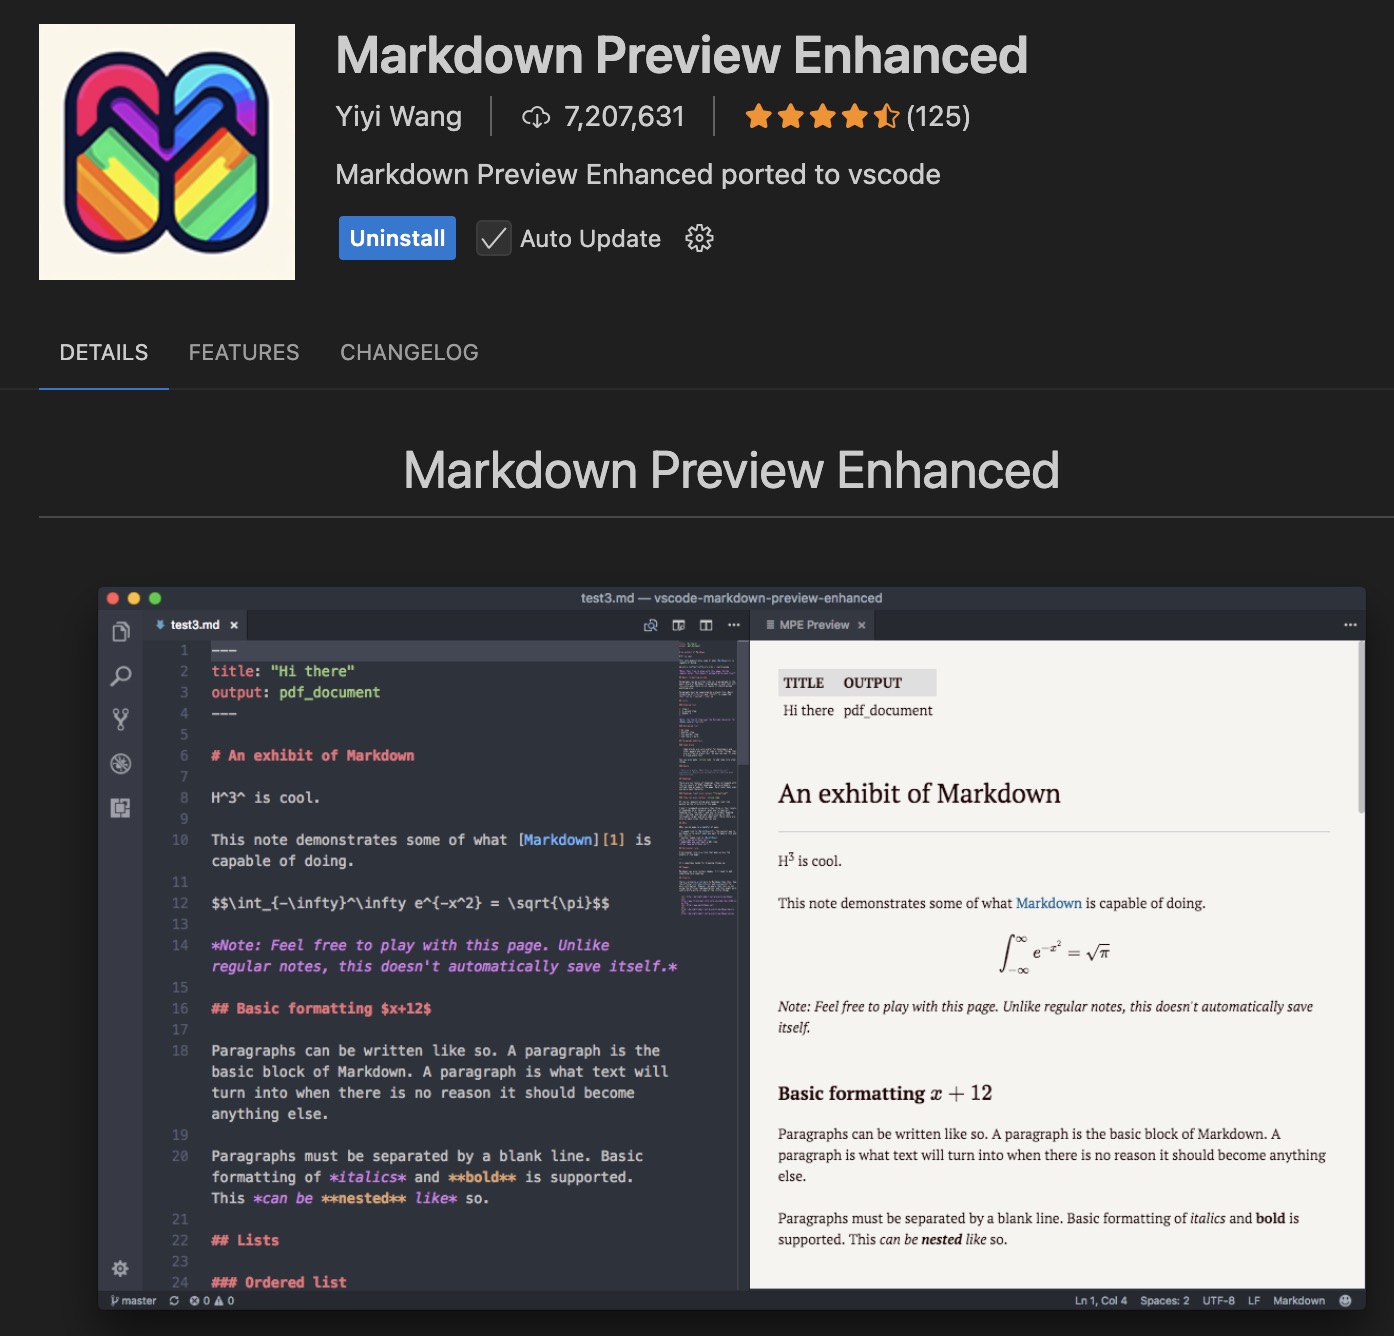 Markdown Preview Enhanced
Yiyi Wang 7,207,631 (125)
Markdown Preview Enhanced ported to vscode
Uninstall Auto Update
DETAILS FEATURES CHANGELOG
Markdown Preview Enhanced
test3.md — vscode-markdown-preview-enhanced
test3.md
1 ---
2 title: "Hi there"
3 output: pdf_document
4 ---
5
6 # An exhibit of Markdown
7
8 H^3^ is cool.
9
10 This note demonstrates some of what [Markdown][1] is
capable of doing.
11
12 $$\int_{-\infty}^\infty e^{-x^2} = \sqrt{\pi}$$
13
14 *Note: Feel free to play with this page. Unlike
regular notes, this doesn't automatically save itself.*
15
16 ## Basic formatting $x+12$
17
18 Paragraphs can be written like so. A paragraph is the
basic block of Markdown. A paragraph is what text will
turn into when there is no reason it should become
anything else.
19
20 Paragraphs must be separated by a blank line. Basic
formatting of *italics* and **bold** is supported.
This *can be **nested** like* so.
21
22 ## Lists
23
24 ### Ordered list
MPE Preview
TITLE OUTPUT
Hi there pdf_document
An exhibit of Markdown
H³ is cool.
This note demonstrates some of what Markdown is capable of doing.
∫_{-∞}^{∞} e^{-x²} = √π
Note: Feel free to play with this page. Unlike regular notes, this doesn't automatically save
itself.
Basic formatting x + 12
Paragraphs can be written like so. A paragraph is the basic block of Markdown. A
paragraph is what text will turn into when there is no reason it should become anything
else.
Paragraphs must be separated by a blank line. Basic formatting of italics and bold is
supported. This can be nested like so.
master 0 0 Ln 1, Col 4 Spaces: 2 UTF-8 LF Markdown